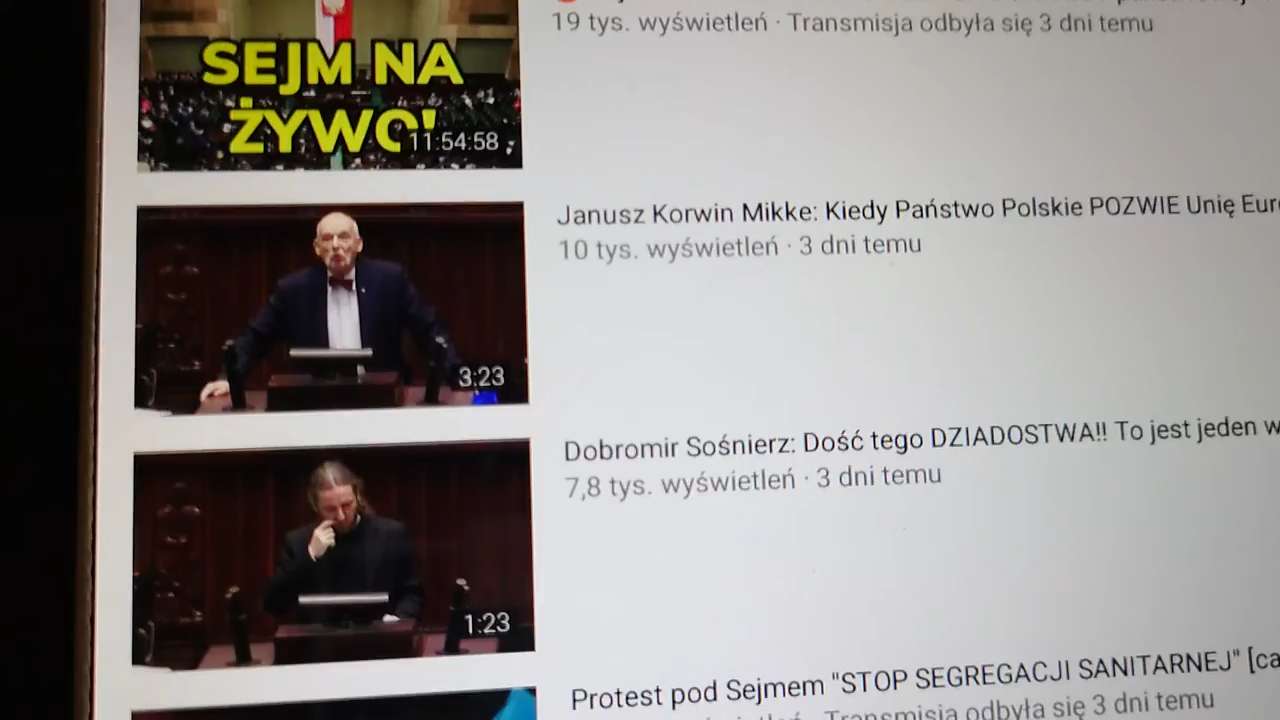 19 tys. wyświetleń · Transmisja odbyła się 3 dni temu
SEJM NA
ŻYWO!
11:54:58
Janusz Korwin Mikke: Kiedy Państwo Polskie POZWIE Unię Eur
10 tys. wyświetleń · 3 dni temu
3:23
Dobromir Sośnierz: Dość tego DZIADOSTWA!! To jest jeden w
7,8 tys. wyświetleń · 3 dni temu
1:23
Protest pod Sejmem "STOP SEGREGACJI SANITARNEJ" [ca
Transmisja odbyła się 3 dni temu